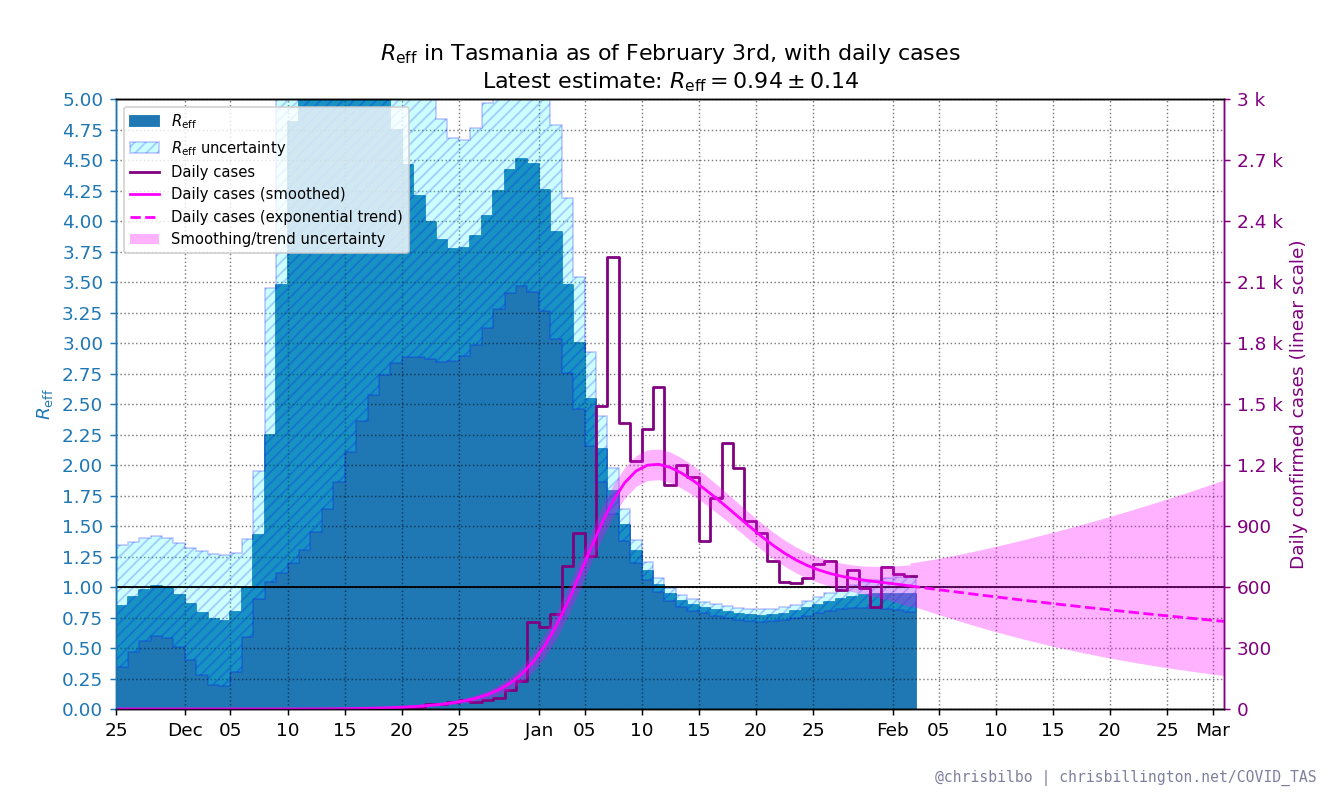 R_eff in Tasmania as of February 3rd, with daily cases
Latest estimate: R_eff = 0.94 ± 0.14
R_eff
R_eff uncertainty
Daily cases
Daily cases (smoothed)
Daily cases (exponential trend)
Smoothing/trend uncertainty
5.00
4.75
4.50
4.25
4.00
3.75
3.50
3.25
3.00
2.75
2.50
2.25
2.00
1.75
1.50
1.25
1.00
0.75
0.50
0.25
0.00
R_eff
3 k
2.7 k
2.4 k
2.1 k
1.8 k
1.5 k
1.2 k
900
600
300
0
Daily confirmed cases (linear scale)
25 Dec 05 10 15 20 25 Jan 05 10 15 20 25 Feb 05 10 15 20 25 Mar
@chrisbilbo | chrisbillington.net/COVID_TAS